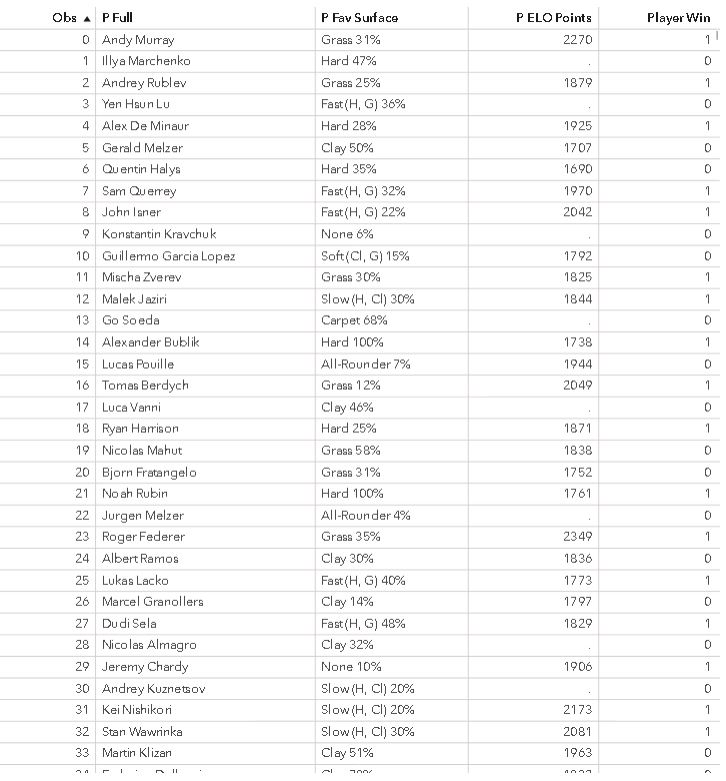 Obs ▲ P Full P Fav Surface P ELO Points Player Win
0 Andy Murray Grass 31% 2270 1
1 Illya Marchenko Hard 47% . 0
2 Andrey Rublev Grass 25% 1879 1
3 Yen Hsun Lu Fast(H, G) 36% . 0
4 Alex De Minaur Hard 28% 1925 1
5 Gerald Melzer Clay 50% 1707 0
6 Quentin Halys Hard 35% 1690 0
7 Sam Querrey Fast(H, G) 32% 1970 1
8 John Isner Fast(H, G) 22% 2042 1
9 Konstantin Kravchuk None 6% . 0
10 Guillermo Garcia Lopez Soft(Cl, G) 15% 1792 0
11 Mischa Zverev Grass 30% 1825 1
12 Malek Jaziri Slow(H, Cl) 30% 1844 1
13 Go Soeda Carpet 68% . 0
14 Alexander Bublik Hard 100% 1738 1
15 Lucas Pouille All-Rounder 7% 1944 0
16 Tomas Berdych Grass 12% 2049 1
17 Luca Vanni Clay 46% . 0
18 Ryan Harrison Hard 25% 1871 1
19 Nicolas Mahut Grass 58% 1838 0
20 Bjorn Fratangelo Grass 31% 1752 0
21 Noah Rubin Hard 100% 1761 1
22 Jurgen Melzer All-Rounder 4% . 0
23 Roger Federer Grass 35% 2349 1
24 Albert Ramos Clay 30% 1836 0
25 Lukas Lacko Fast(H, G) 40% 1773 1
26 Marcel Granollers Clay 14% 1797 0
27 Dudi Sela Fast(H, G) 48% 1829 1
28 Nicolas Almagro Clay 32% . 0
29 Jeremy Chardy None 10% 1906 1
30 Andrey Kuznetsov Slow(H, Cl) 20% . 0
31 Kei Nishikori Slow(H, Cl) 20% 2173 1
32 Stan Wawrinka Slow(H, Cl) 30% 2081 1
33 Martin Klizan Clay 51% 1963 0